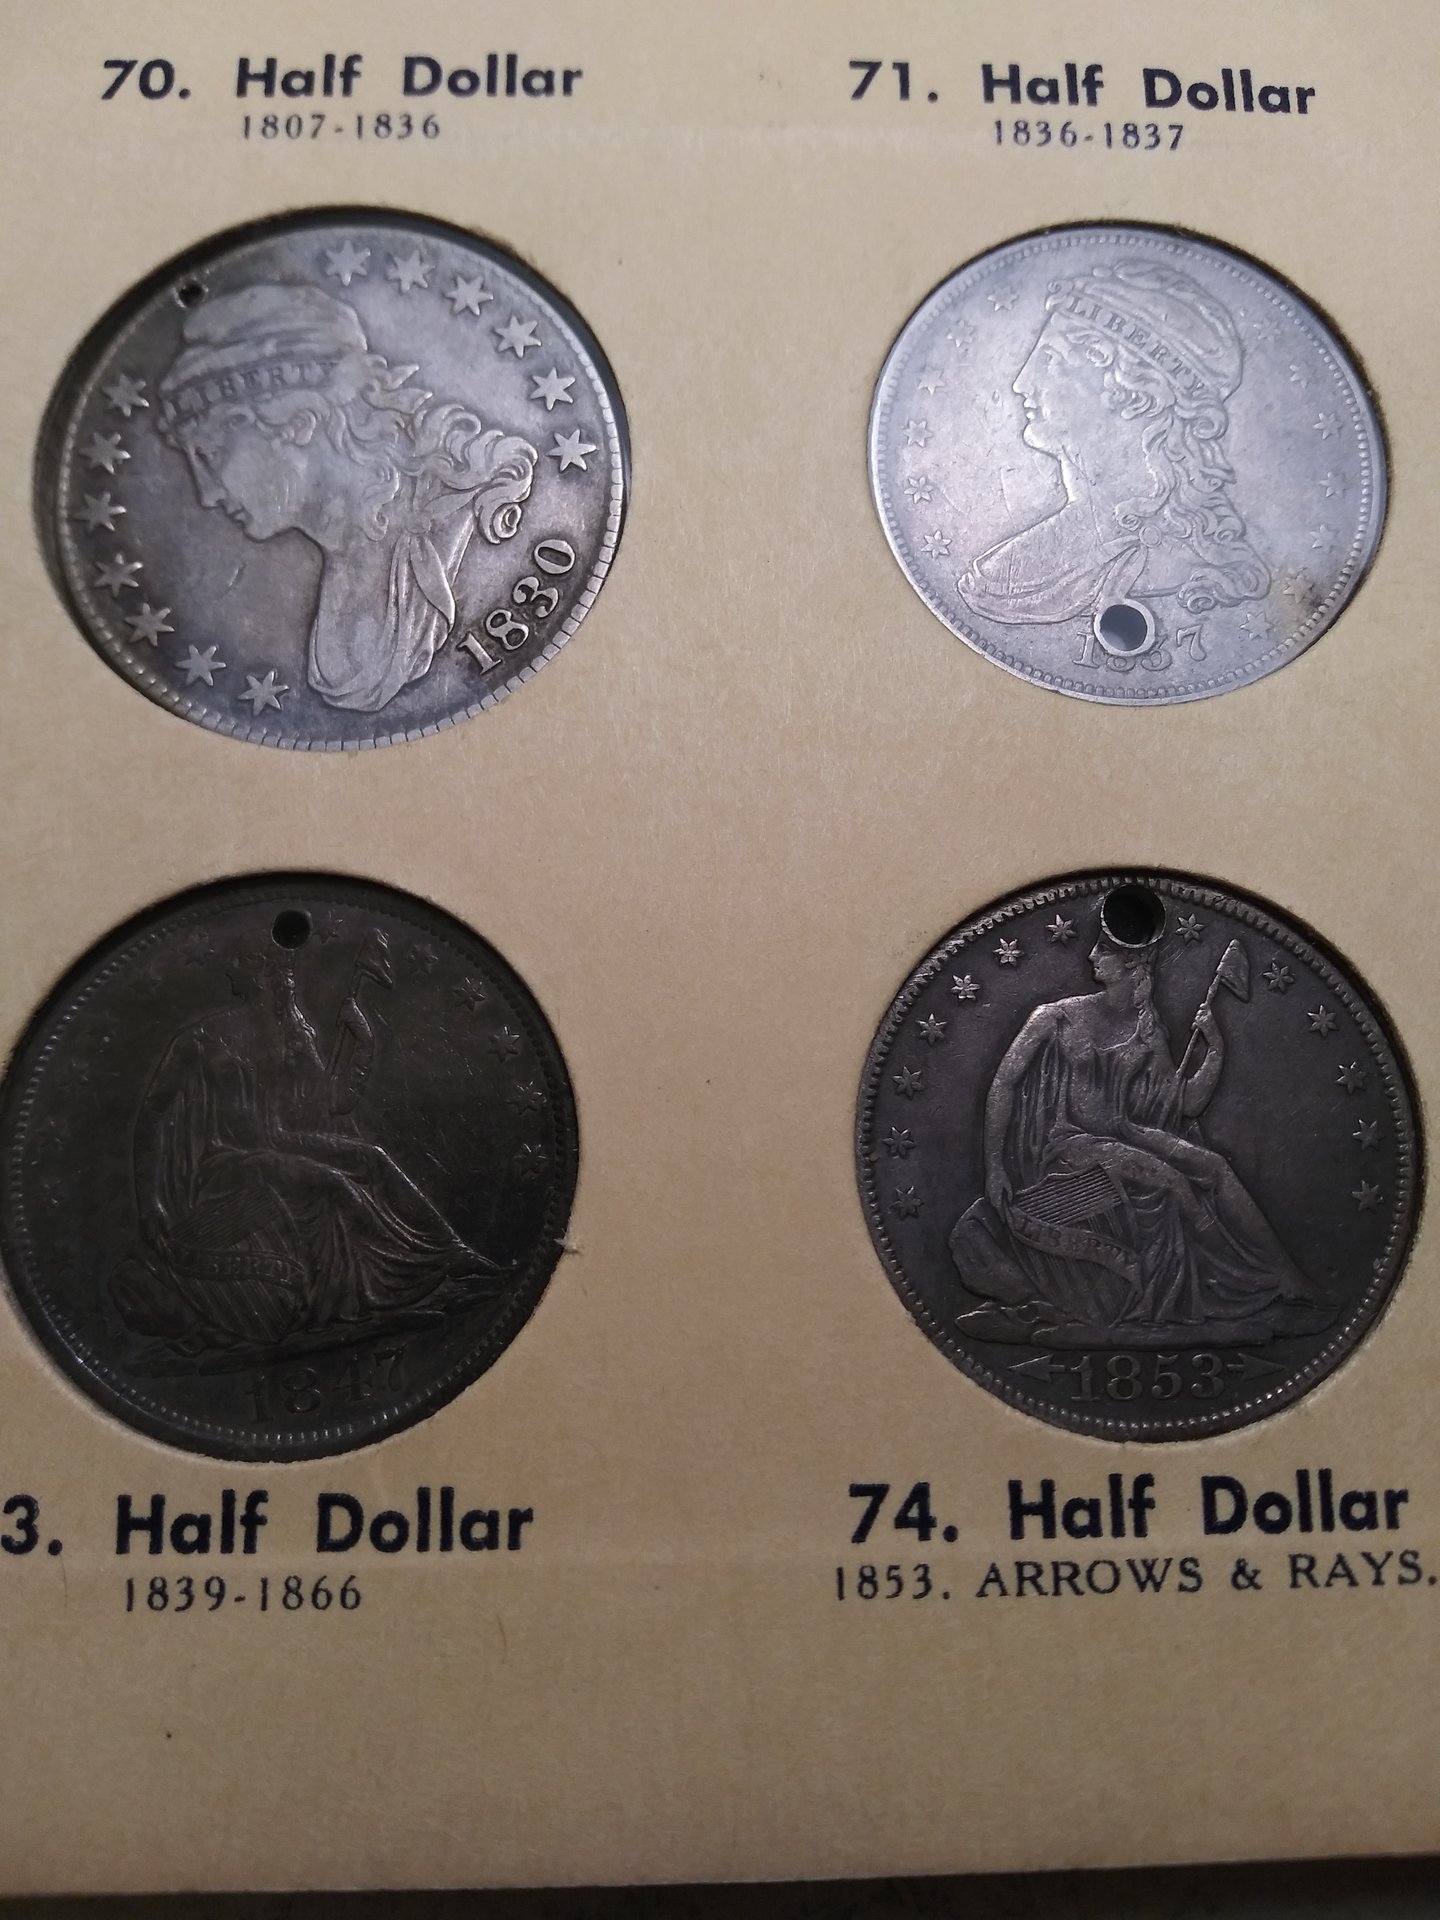 70. Half Dollar
1807-1836
71. Half Dollar
1836-1837
LIBERTY
1830
LIBERTY
1837
LIBERTY
1847
LIBERTY
1853
3. Half Dollar
1839-1866
74. Half Dollar
1853. ARROWS & RAYS.